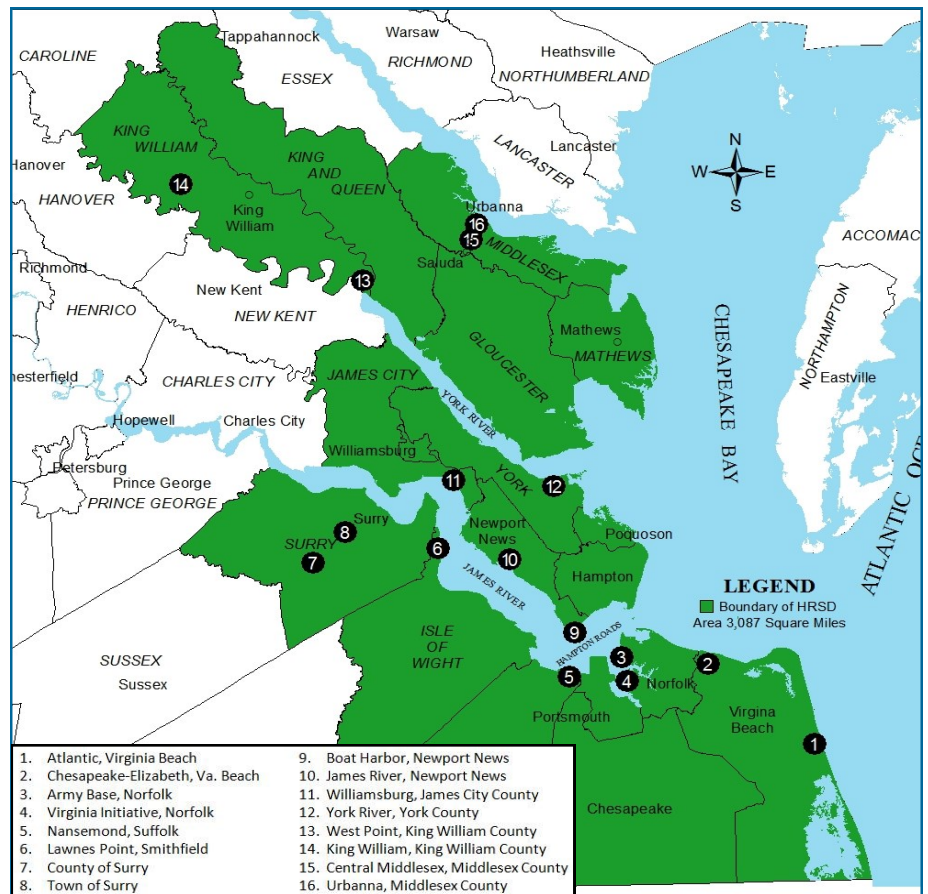 Tappahannock
Warsaw
CAROLINE
ESSEX
RICHMOND
Heathsville
NORTHUMBERLAND
KING
WILLIAM
KING
AND
QUEEN
LANCASTER
Lancaster
N
W E
S
Hanover
HANOVER
14
King
William
Urbanna
16
15
MIDDLESEX
Saluda
ACCOMAC
Richmond
HENRICO
New Kent
NEW KENT
13
GLOUCESTER
Mathews
MATHEWS
CHESAPEAKE BAY
NORTHAMPTON
Eastville
hesterfield
CHARLES CITY
JAMES CITY
YORK RIVER
Hopewell
Charles City
Williamsburg
Petersburg
Prince George
PRINCE GEORGE
11
YORK
12
ATLANTIC OCE
Surry
8
SURRY
7
6
Newport
News
10
Poquoson
Hampton
JAMES RIVER
LEGEND
Boundary of HRSD
Area 3,087 Square Miles
ISLE
OF
WIGHT
9
HAMPTON ROADS
SUSSEX
Sussex
3
2
5
4
Norfolk
Portsmouth
Virgina
Beach
1
Chesapeake
1. Atlantic, Virginia Beach
2. Chesapeake-Elizabeth, Va. Beach
3. Army Base, Norfolk
4. Virginia Initiative, Norfolk
5. Nansemond, Suffolk
6. Lawnes Point, Smithfield
7. County of Surry
8. Town of Surry
9. Boat Harbor, Newport News
10. James River, Newport News
11. Williamsburg, James City County
12. York River, York County
13. West Point, King William County
14. King William, King William County
15. Central Middlesex, Middlesex County
16. Urbanna, Middlesex County